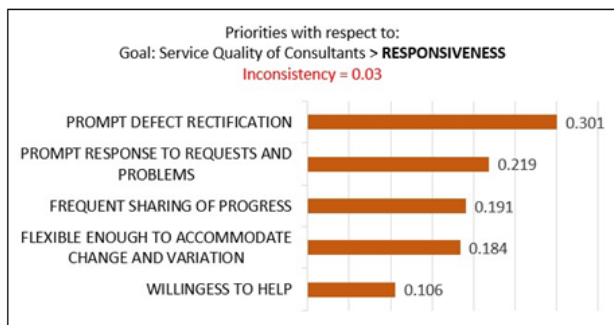 Priorities with respect to:
Goal: Service Quality of Consultants > RESPONSIVENESS
Inconsistency = 0.03
PROMPT DEFECT RECTIFICATION 0.301
PROMPT RESPONSE TO REQUESTS AND
PROBLEMS 0.219
FREQUENT SHARING OF PROGRESS 0.191
FLEXIBLE ENOUGH TO ACCOMMODATE
CHANGE AND VARIATION 0.184
WILLINGESS TO HELP 0.106